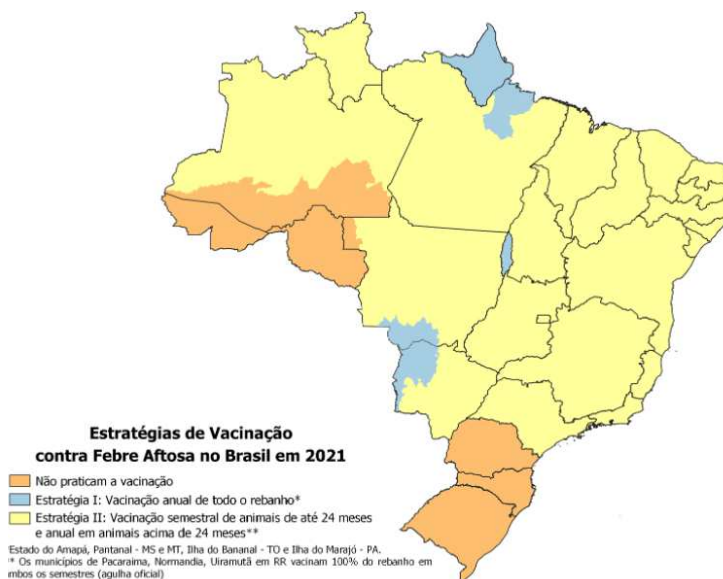 Estratégias de Vacinação
contra Febre Aftosa no Brasil em 2021
Não praticam a vacinação
Estratégia I: Vacinação anual de todo o rebanho*
Estratégia II: Vacinação semestral de animais de até 24 meses
e anual em animais acima de 24 meses**
Estado do Amapá, Pantanal - MS e MT, Ilha do Bananal - TO e Ilha do Marajó - PA.
* Os municípios de Pacaraima, Normandia, Uiramutã em RR vacinam 100% do rebanho em
mbos os semestres (agulha oficial)